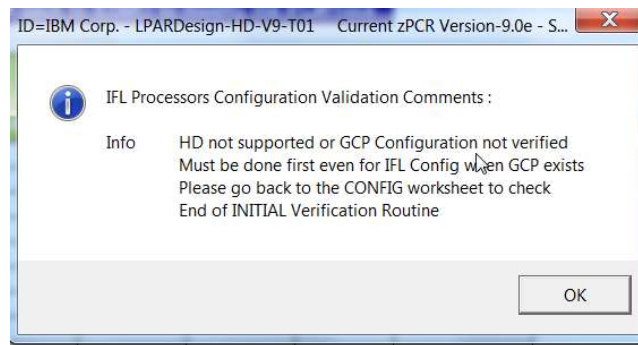 ID=IBM Corp. - LPARDesign-HD-V9-T01 Current zPCR Version-9.0e - S...
IFL Processors Configuration Validation Comments :
Info HD not supported or GCP Configuration not verified
Must be done first even for IFL Config when GCP exists
Please go back to the CONFIG worksheet to check
End of INITIAL Verification Routine
OK